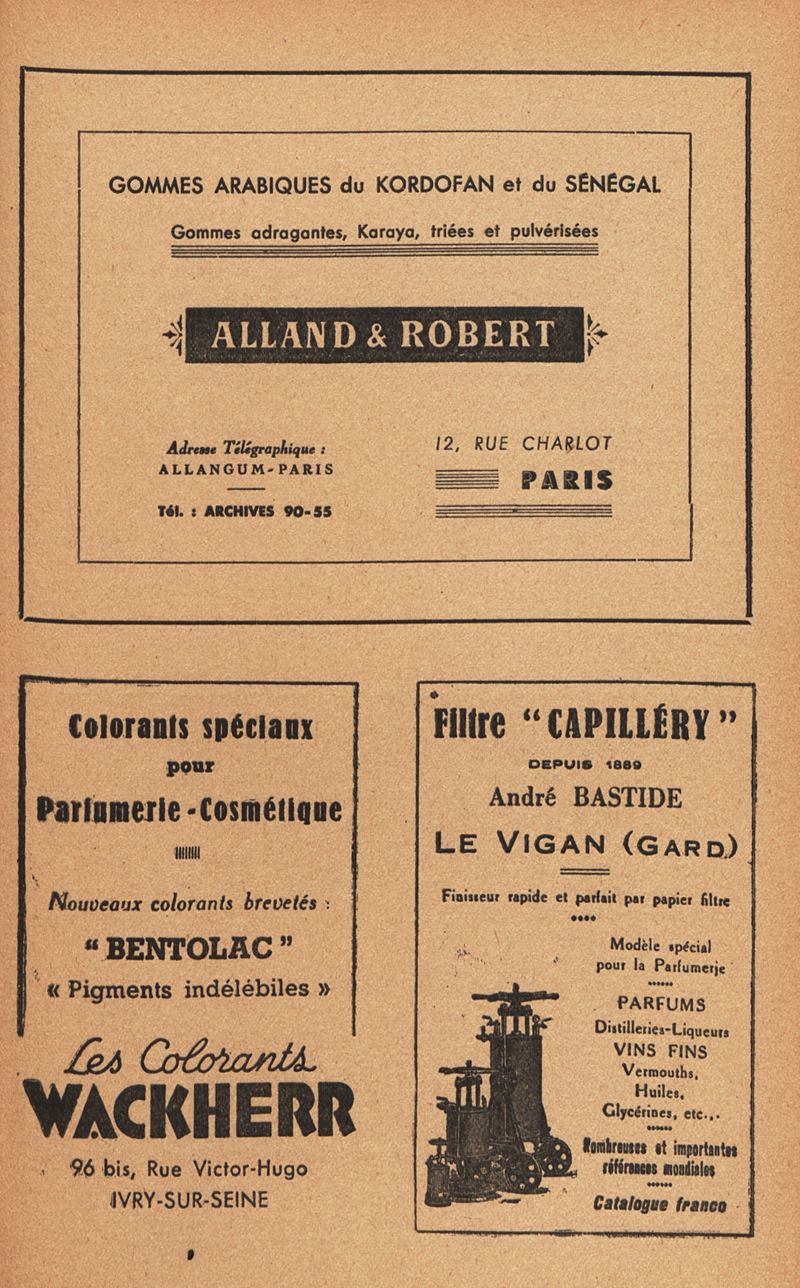 GOMMES ARABIQUES du KORDOFAN et du SÉNÉGAL
Gommes adragantes, Karaya, triées et pulvérisées
ALLAND & ROBERT
Adresse Télégraphique :
ALLANGUM-PARIS
Tél. : ARCHIVES 90-55
12, RUE CHARLOT
PARIS
Colorants spéciaux
pour
Parfumerie-Cosmétique
Nouveaux colorants brevetés :
“ BENTOLAC ”
« Pigments indélébiles »
Les Colorants
WACKHERR
96 bis, Rue Victor-Hugo
IVRY-SUR-SEINE
Filtre “ CAPILLÉRY ”
DEPUIS 1889
André BASTIDE
LE VIGAN (GARD)
Finisseur rapide et parfait par papier filtre
Modèle spécial
pour la Parfumerie
PARFUMS
Distilleries-Liqueurs
VINS FINS
Vermouths,
Huiles,
Glycérines, etc...
Nombreuses et importantes
références mondiales
Catalogue franco